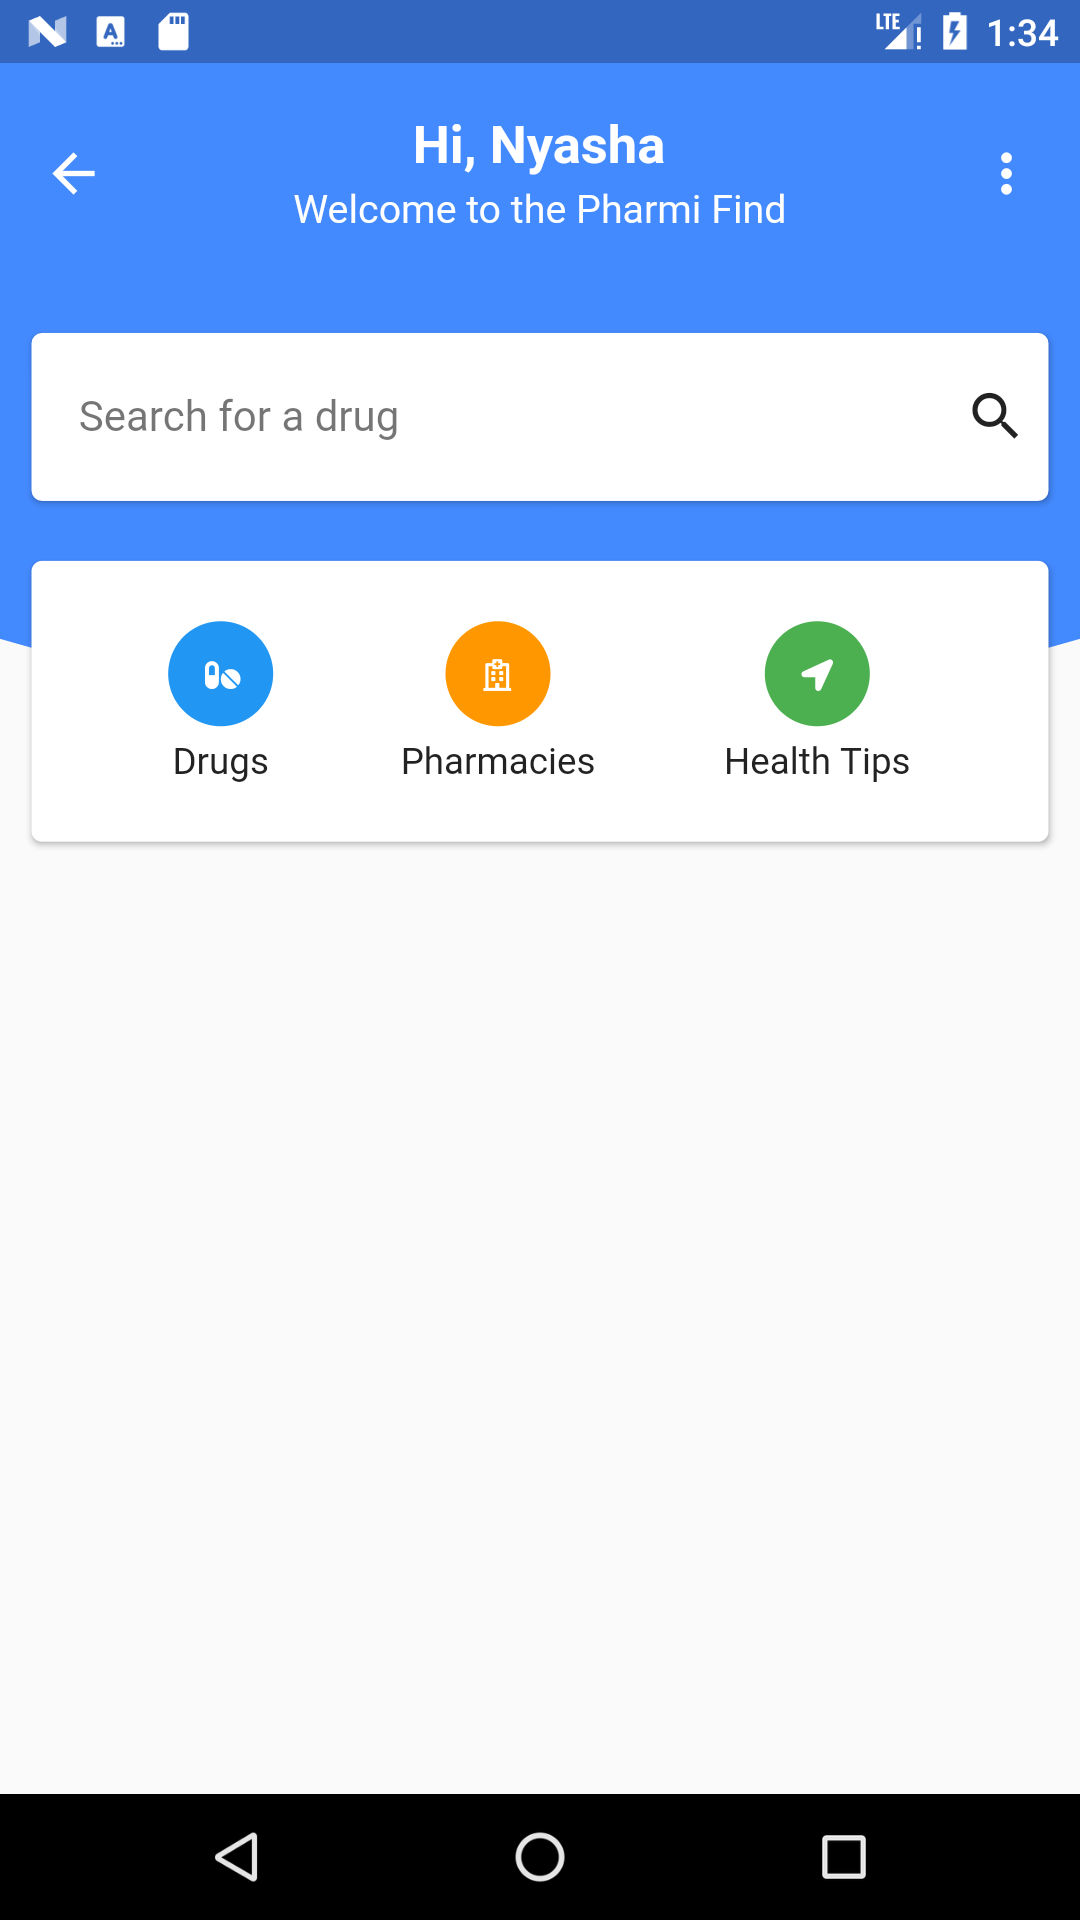 LTE 1:34
Hi, Nyasha
Welcome to the Pharmi Find
Search for a drug
Drugs Pharmacies Health Tips